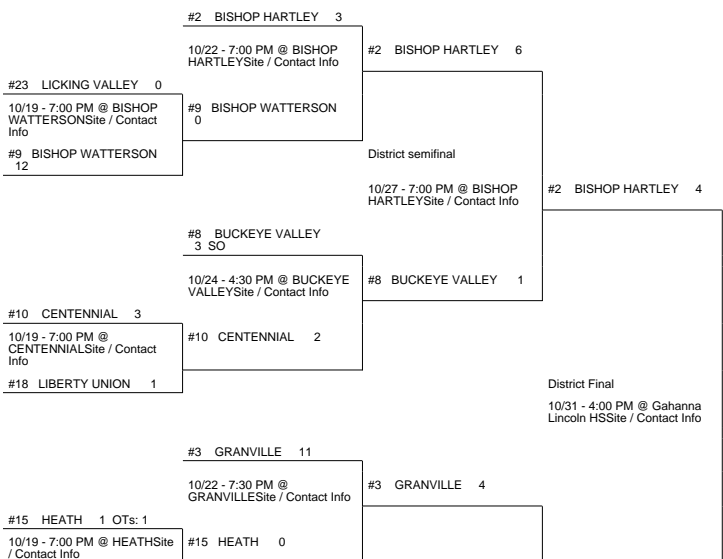 #2 BISHOP HARTLEY 3
10/22 - 7:00 PM @ BISHOP
HARTLEYSite / Contact Info
#2 BISHOP HARTLEY 6
#23 LICKING VALLEY 0
10/19 - 7:00 PM @ BISHOP
WATTERSONSite / Contact
Info
#9 BISHOP WATTERSON
0
#9 BISHOP WATTERSON
12
District semifinal
10/27 - 7:00 PM @ BISHOP
HARTLEYSite / Contact Info
#2 BISHOP HARTLEY 4
#8 BUCKEYE VALLEY
3 SO
10/24 - 4:30 PM @ BUCKEYE
VALLEYSite / Contact Info
#8 BUCKEYE VALLEY 1
#10 CENTENNIAL 3
10/19 - 7:00 PM @
CENTENNIALSite / Contact
Info
#10 CENTENNIAL 2
#18 LIBERTY UNION 1
District Final
10/31 - 4:00 PM @ Gahanna
Lincoln HSSite / Contact Info
#3 GRANVILLE 11
10/22 - 7:30 PM @
GRANVILLESite / Contact Info
#3 GRANVILLE 4
#15 HEATH 1 OTs: 1
10/19 - 7:00 PM @ HEATHSite
/ Contact Info
#15 HEATH 0